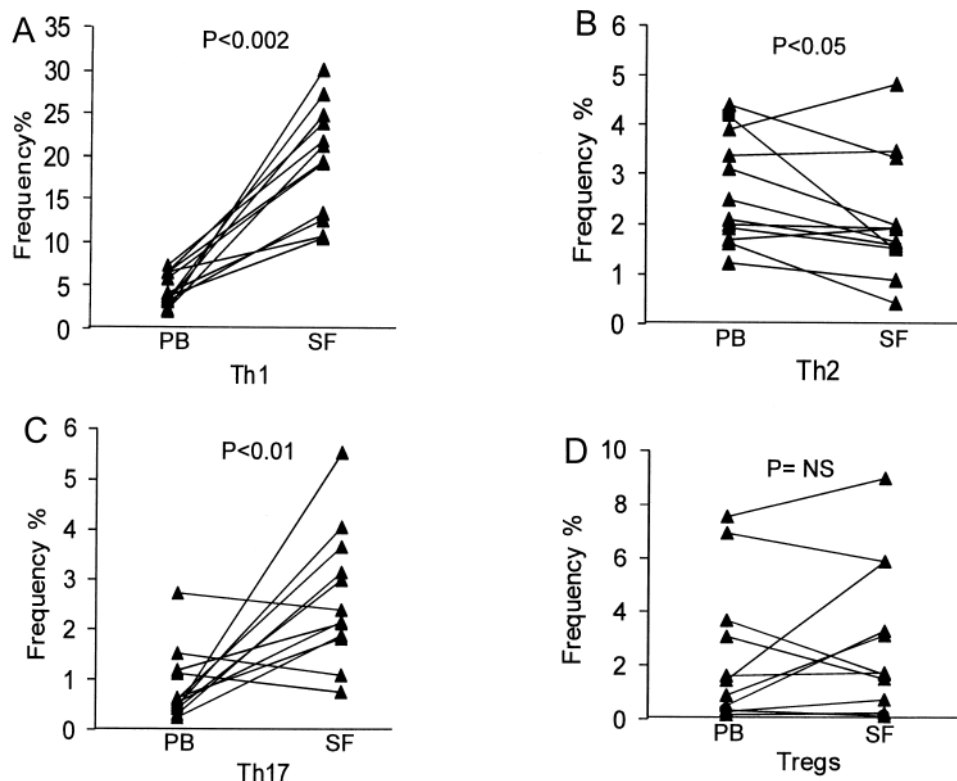 A
P<0.002
Frequency%
35
30
25
20
15
10
5
0
PB
SF
Th1
B
P<0.05
Frequency %
6
5
4
3
2
1
0
PB
SF
Th2
C
P<0.01
Frequency %
6
5
4
3
2
1
0
PB
SF
Th17
D
P= NS
Frequency %
10
8
6
4
2
0
PB
SF
Tregs